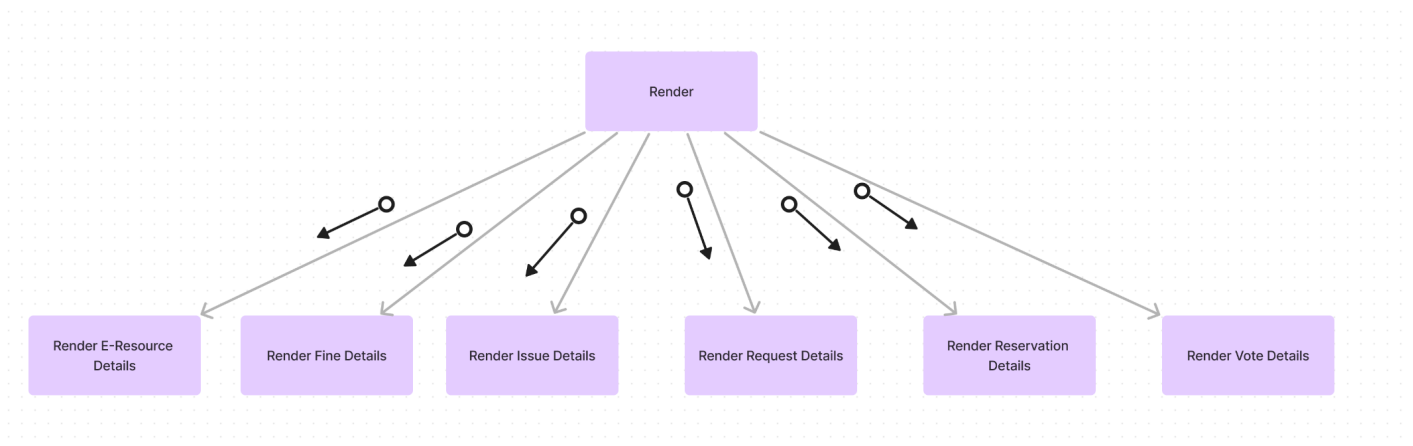 Render
Render E-Resource
Details
Render Fine Details
Render Issue Details
Render Request Details
Render Reservation
Details
Render Vote Details